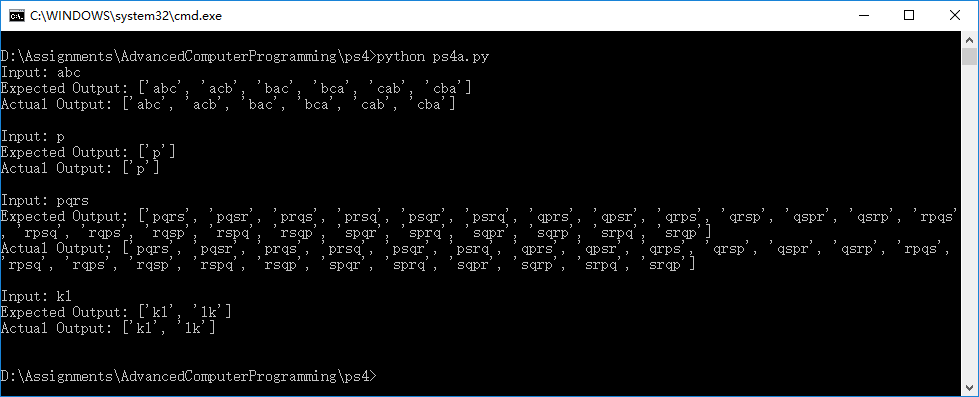 C:\WINDOWS\system32\cmd.exe
D:\Assignments\AdvancedComputerProgramming\ps4>python ps4a.py
Input: abc
Expected Output: ['abc', 'acb', 'bac', 'bca', 'cab', 'cba']
Actual Output: ['abc', 'acb', 'bac', 'bca', 'cab', 'cba']
Input: p
Expected Output: ['p']
Actual Output: ['p']
Input: pqrs
Expected Output: ['pqrs', 'pqsr', 'prqs', 'prsq', 'psqr', 'psrq', 'qprs', 'qpsr', 'qrps', 'qrsp', 'qspr', 'qsrp', 'rpqs'
, 'rpsq', 'rqps', 'rqsp', 'rspq', 'rsqp', 'spqr', 'sprq', 'sqpr', 'sqrp', 'srpq', 'srqp']
Actual Output: ['pqrs', 'pqsr', 'prqs', 'prsq', 'psqr', 'psrq', 'qprs', 'qpsr', 'qrps', 'qrsp', 'qspr', 'qsrp', 'rpqs',
'rpsq', 'rqps', 'rqsp', 'rspq', 'rsqp', 'spqr', 'sprq', 'sqpr', 'sqrp', 'srpq', 'srqp']
Input: kl
Expected Output: ['kl', 'lk']
Actual Output: ['kl', 'lk']
D:\Assignments\AdvancedComputerProgramming\ps4>